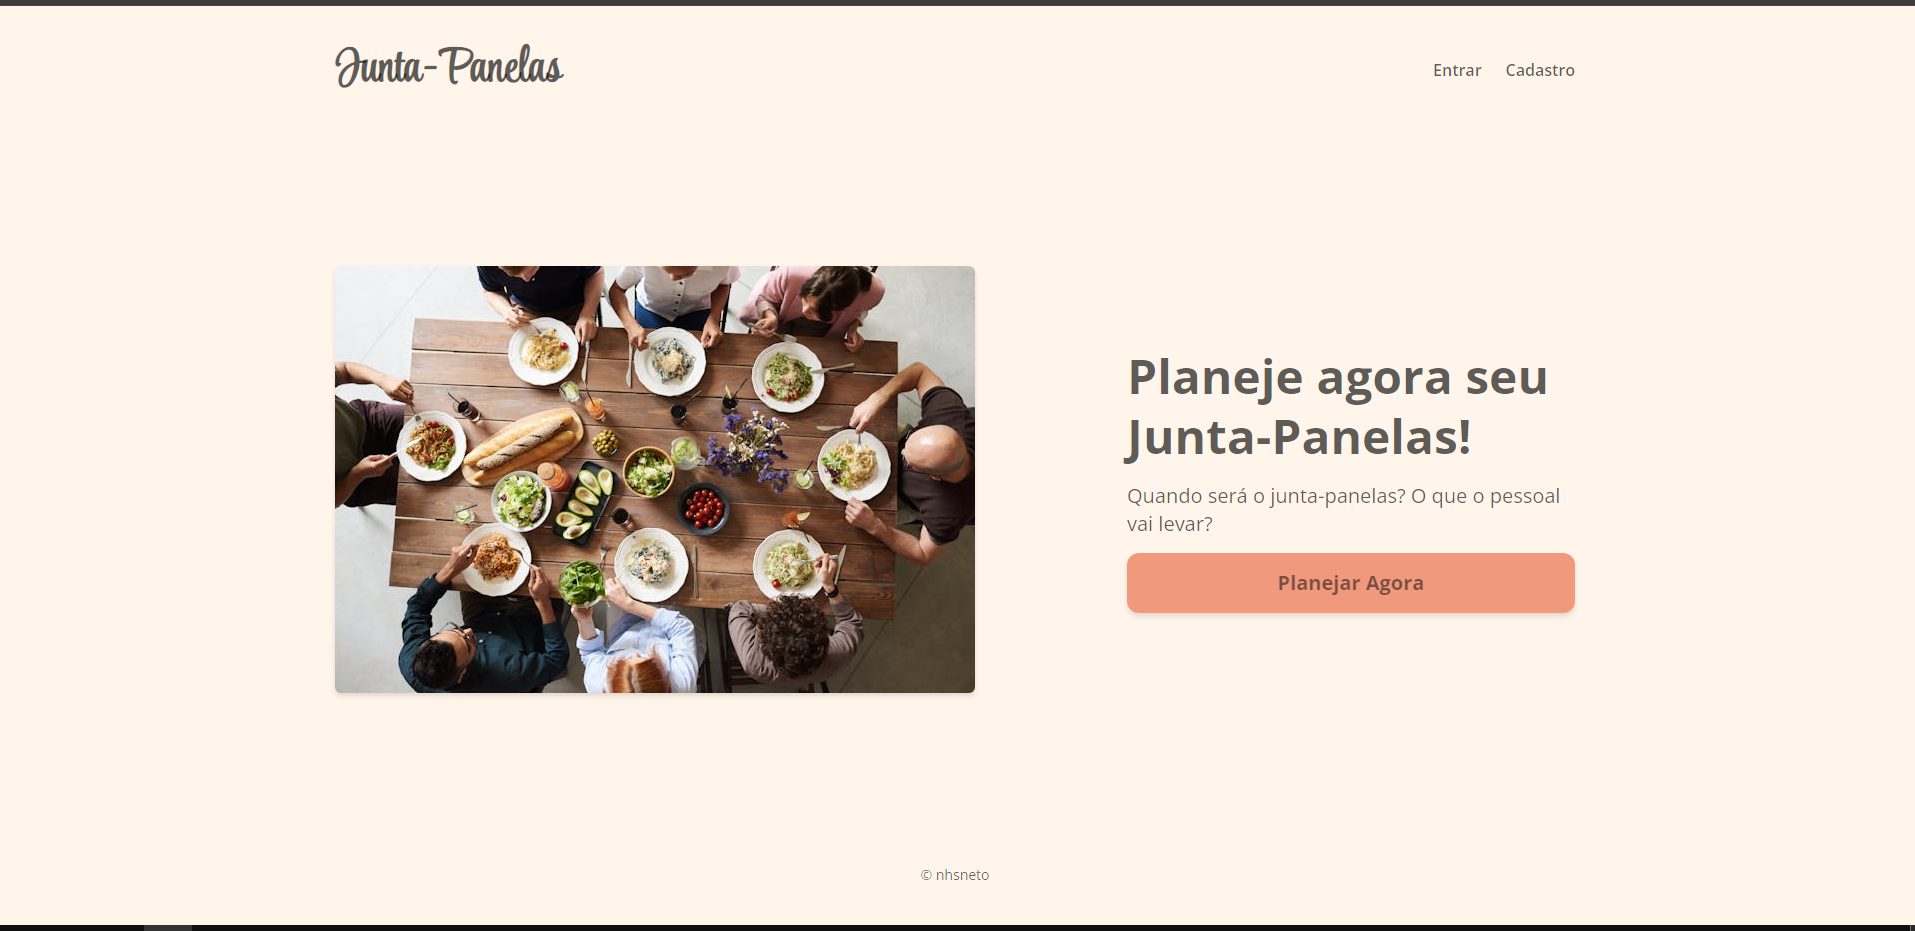 Junta-Panelas
Entrar Cadastro
Planeje agora seu
Junta-Panelas!
Quando será o junta-panelas? O que o pessoal
vai levar?
Planejar Agora
© nhsneto